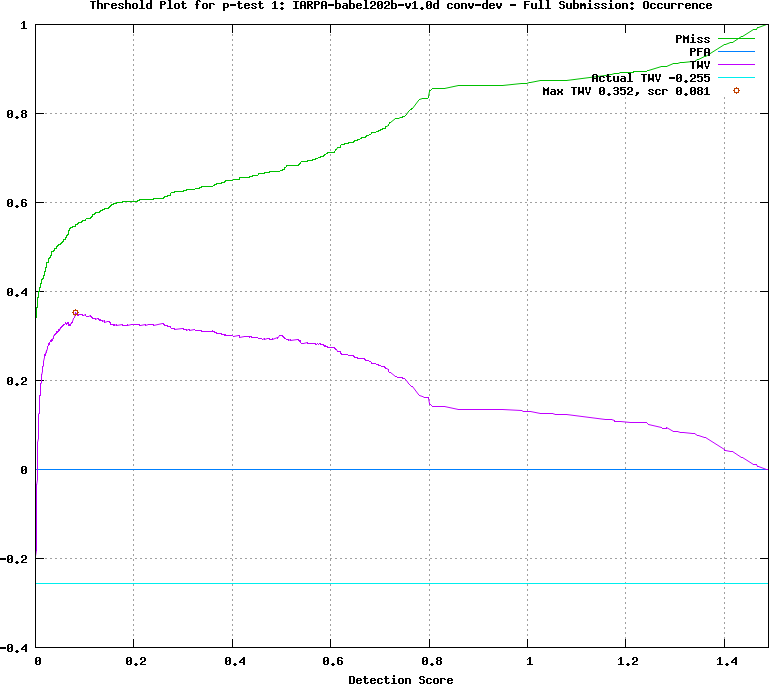 Threshold Plot for p-test 1: IARPA-babel202b-v1.0d conv-dev - Full Submission: Occurrence
PMiss
PFA
TWV
Actual TWV -0.255
Max TWV 0.352, scr 0.081
1
0.8
0.6
0.4
0.2
0
-0.2
-0.4
0 0.2 0.4 0.6 0.8 1 1.2 1.4
Detection Score